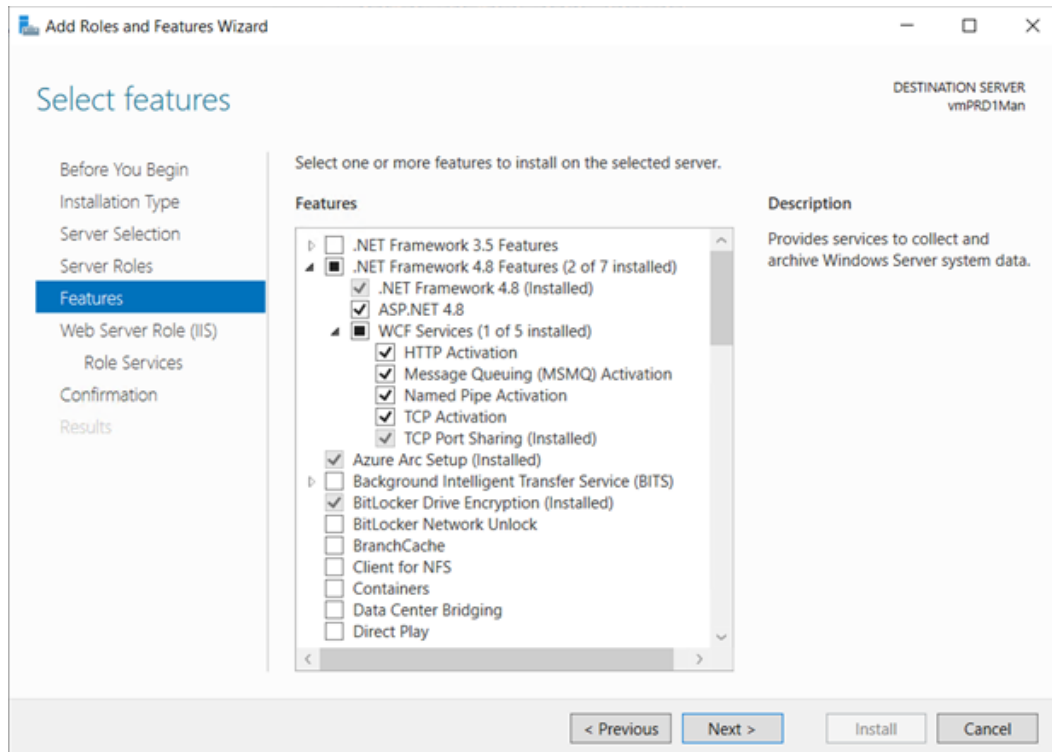 Add Roles and Features Wizard
Select features
DESTINATION SERVER
vmPRD1Man
Before You Begin
Installation Type
Server Selection
Server Roles
Features
Web Server Role (IIS)
Role Services
Confirmation
Results
Select one or more features to install on the selected server.
Features
.NET Framework 3.5 Features
.NET Framework 4.8 Features (2 of 7 installed)
.NET Framework 4.8 (Installed)
ASP.NET 4.8
WCF Services (1 of 5 installed)
HTTP Activation
Message Queuing (MSMQ) Activation
Named Pipe Activation
TCP Activation
TCP Port Sharing (Installed)
Azure Arc Setup (Installed)
Background Intelligent Transfer Service (BITS)
BitLocker Drive Encryption (Installed)
BitLocker Network Unlock
BranchCache
Client for NFS
Containers
Data Center Bridging
Direct Play
Description
Provides services to collect and
archive Windows Server system data.
< Previous
Next >
Install
Cancel